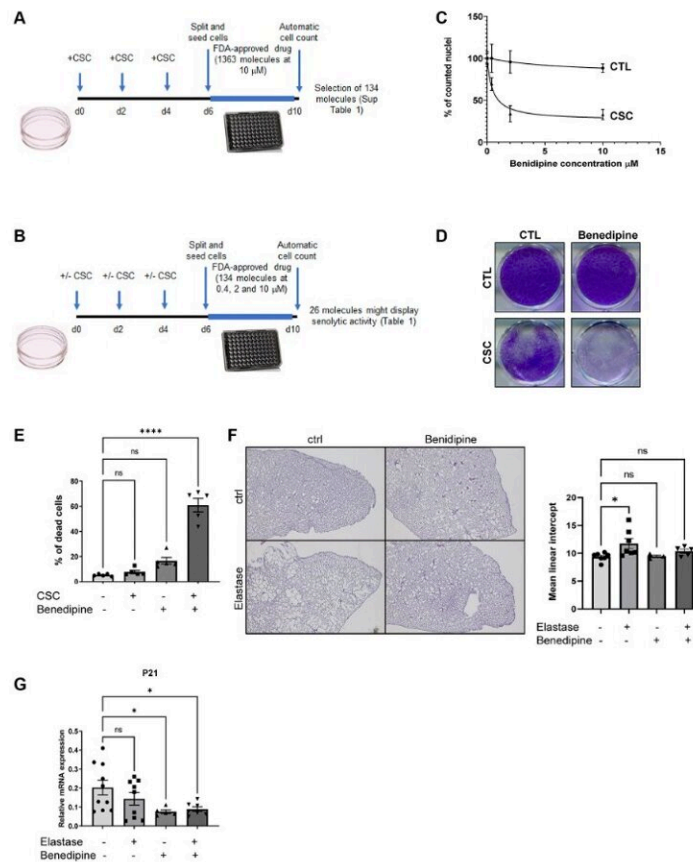 A
+CSC
+CSC
+CSC
Split and
seed cells
FDA-approved drug
(1363 molecules at
10 µM)
Automatic
cell count
d0
d2
d4
d6
d10
Selection of 134
molecules (Sup
Table 1)
B
+/- CSC
+/- CSC
+/- CSC
Split and
seed cells
FDA-approved drug
(134 molecules at
0.4, 2 and 10 µM)
Automatic
cell count
d0
d2
d4
d6
d10
26 molecules might display
senolytic activity (Table 1)
C
% of counted nuclei
150
100
50
0
CTL
CSC
0
5
10
15
Benidipine concentration µM
D
CTL
Benedipine
CTL
CSC
E
****
ns
ns
% of dead cells
80
60
40
20
0
CSC - + - +
Benedipine - - + +
F
ctrl
Benidipine
ctrl
Elastase
ns
ns
*
Mean linear intercept
20
15
10
5
0
Elastase - + - +
Benedipine - - + +
G
P21
*
*
ns
Relative mRNA expression
0.5
0.4
0.3
0.2
0.1
0.0
Elastase - + - +
Benedipine - - + +